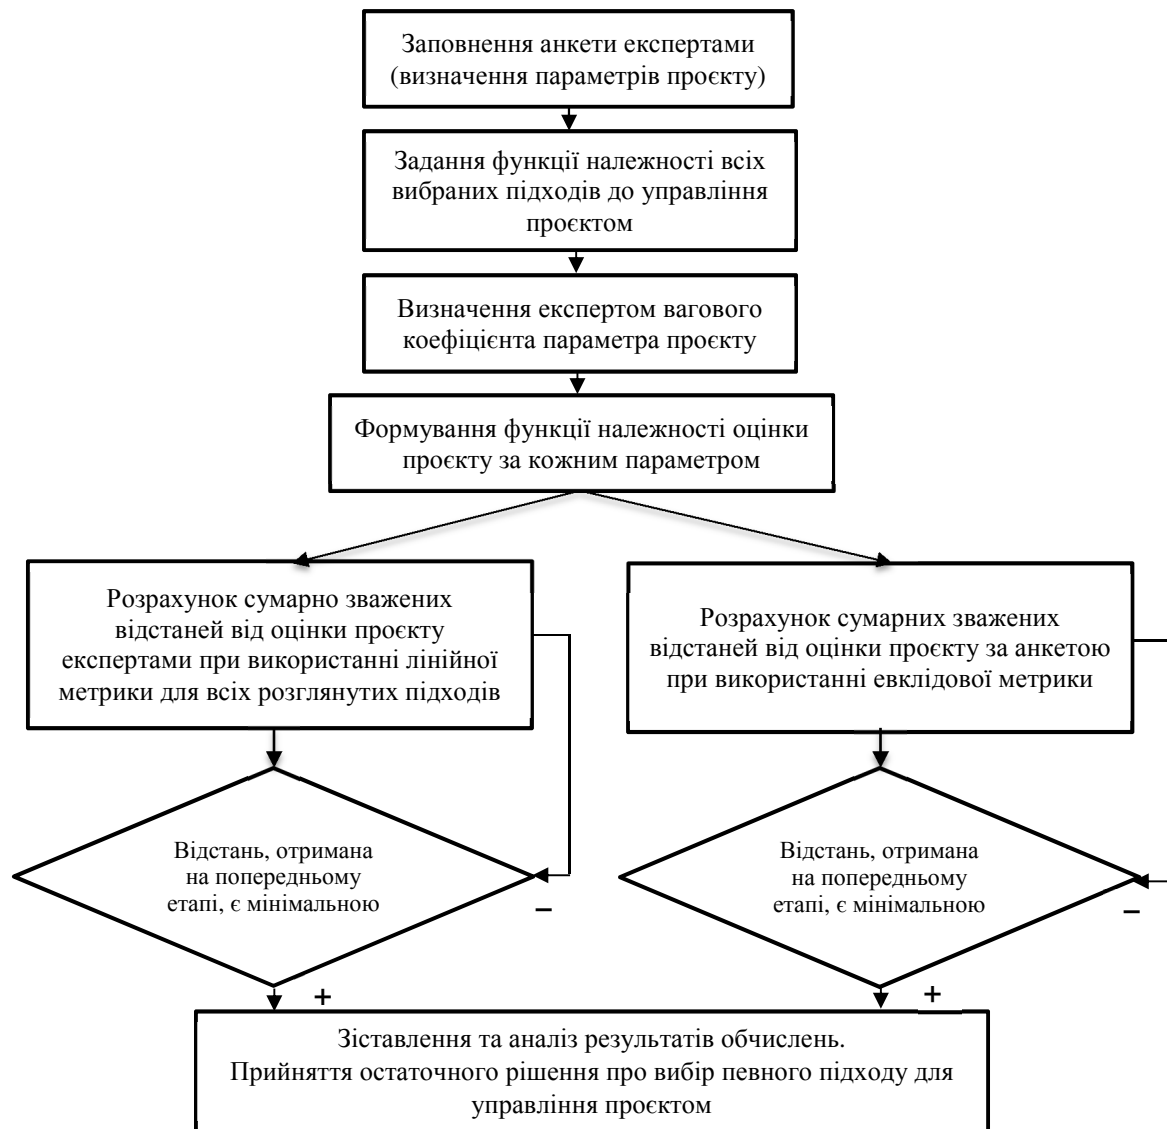 Заповнення анкети експертами
(визначення параметрів проєкту)
Задання функції належності всіх
вибраних підходів до управління
проєктом
Визначення експертом вагового
коефіцієнта параметра проєкту
Формування функції належності оцінки
проєкту за кожним параметром
Розрахунок сумарно зважених
відстаней від оцінки проєкту
експертами при використанні лінійної
метрики для всіх розглянутих підходів
Розрахунок сумарних зважених
відстаней від оцінки проєкту за анкетою
при використанні евклідової метрики
Відстань, отримана
на попередньому
етапі, є мінімальною
–
Відстань, отримана
на попередньому
етапі, є мінімальною
–
+
+
Зіставлення та аналіз результатів обчислень.
Прийняття остаточного рішення про вибір певного підходу для
управління проєктом